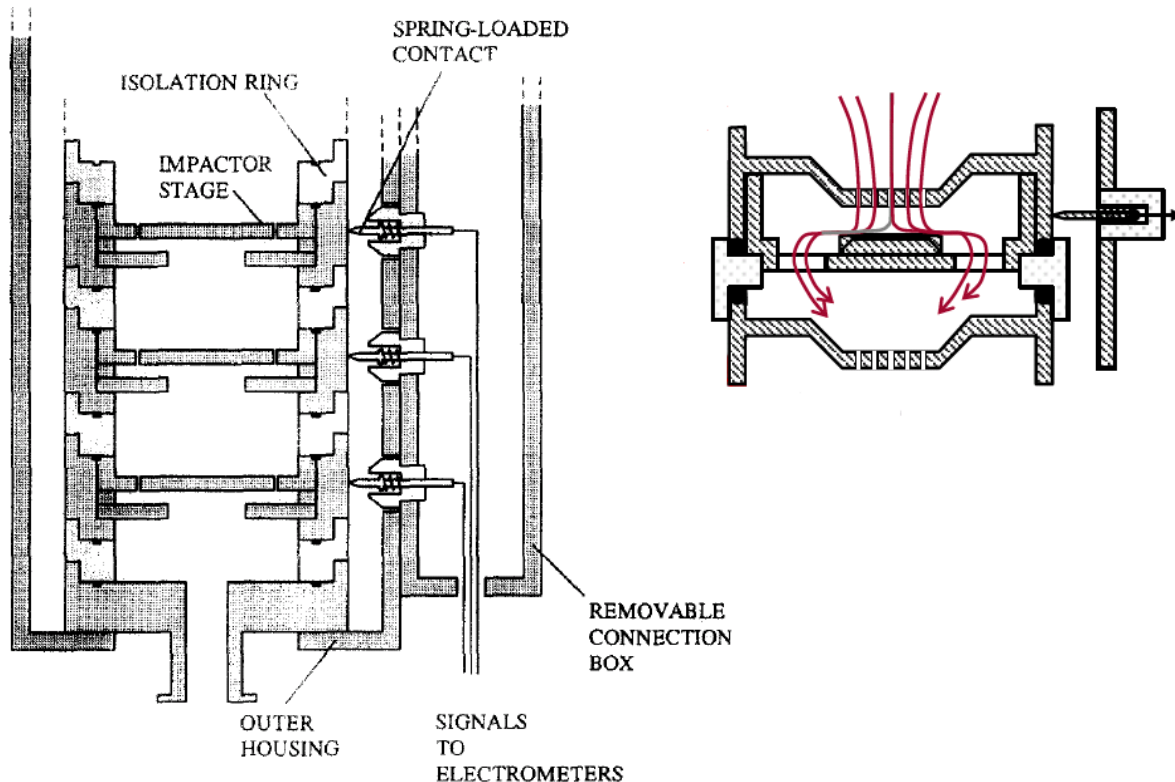 SPRING-LOADED
CONTACT
ISOLATION RING
IMPACTOR
STAGE
REMOVABLE
CONNECTION
BOX
OUTER
HOUSING
SIGNALS
TO
ELECTROMETERS